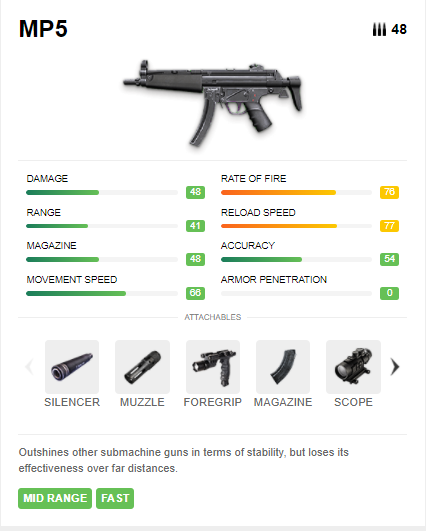 MP5
48
DAMAGE
48
RATE OF FIRE
76
RANGE
41
RELOAD SPEED
77
MAGAZINE
48
ACCURACY
54
MOVEMENT SPEED
66
ARMOR PENETRATION
0
ATTACHABLES
SILENCER
MUZZLE
FOREGRIP
MAGAZINE
SCOPE
Outshines other submachine guns in terms of stability, but loses its
effectiveness over far distances.
MID RANGE
FAST